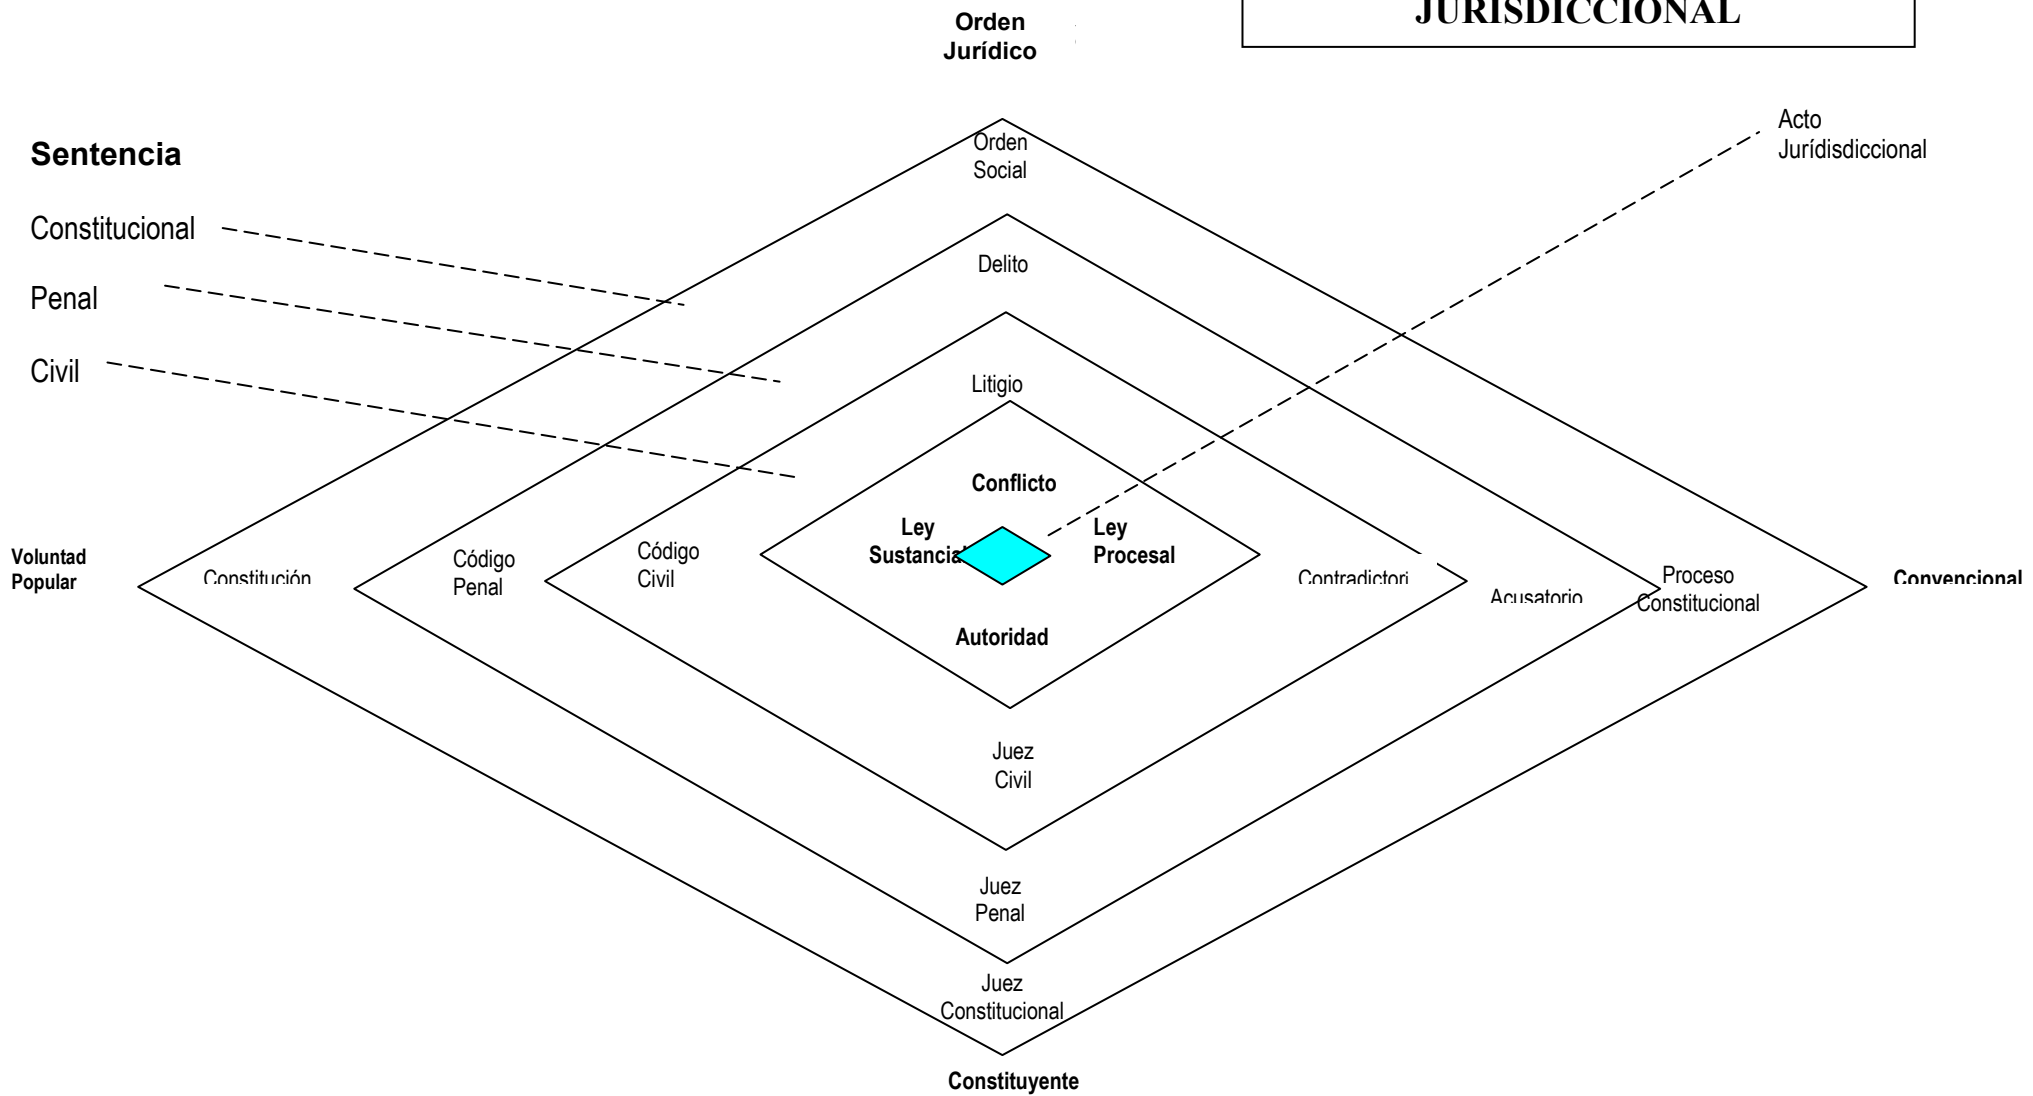 JURISDICCIONAL
Orden
Jurídico
Acto
Jurídisdiccional
Sentencia
Constitucional
Penal
Civil
Orden
Social
Delito
Litigio
Conflicto
Ley
Sustancial
Ley
Procesal
Autoridad
Voluntad
Popular
Constitución
Código
Penal
Código
Civil
Contradictori
Acusatorio
Proceso
Constitucional
Convencional
Juez
Civil
Juez
Penal
Juez
Constitucional
Constituyente